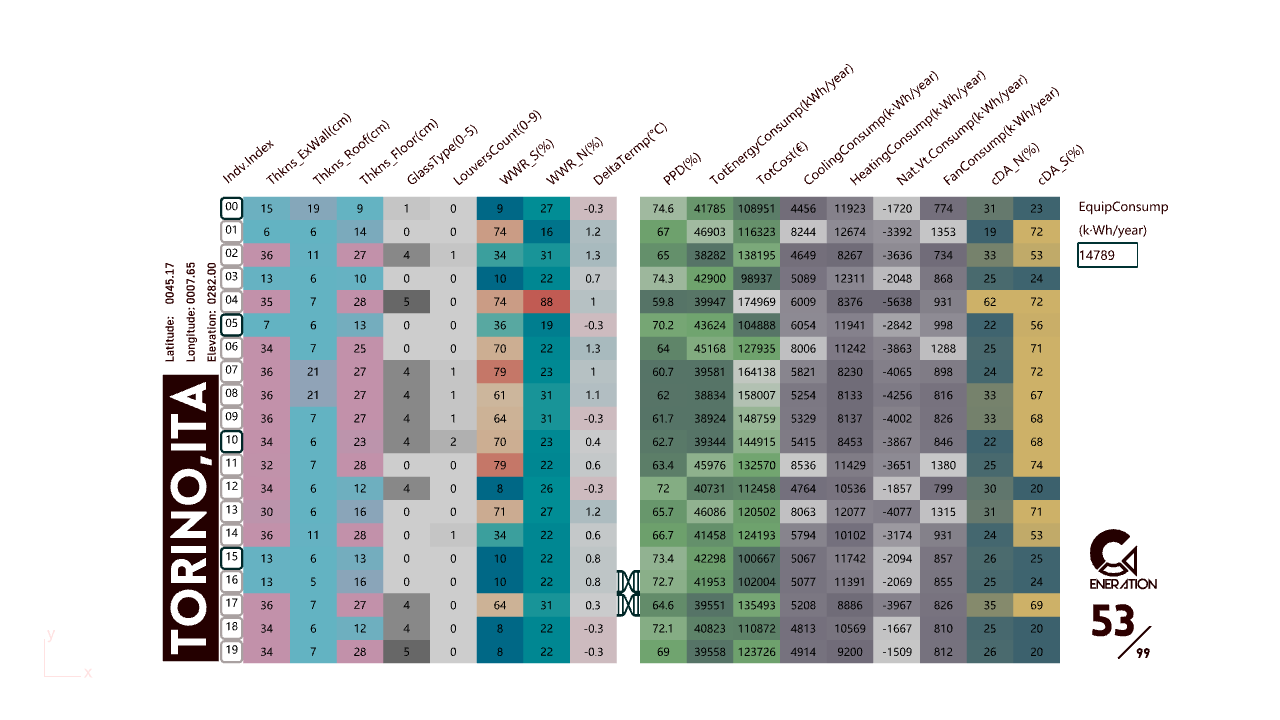 Indv.Index Thkns_ExWall(cm) Thkns_Roof(cm) Thkns_Floor(cm) GlassType(0-5) LouversCount(0-9) WWR_S(%) WWR_N(%) DeltaTermp(°C) PPD(%) TotEnergyConsump(kWh/year) TotCost(€) CoolingConsump(k·Wh/year) HeatingConsump(k·Wh/year) Nat.Vt.Consump(k·Wh/year) FanConsump(k·Wh/year) cDA_N(%) cDA_S(%)
00 15 19 9 1 0 9 27 -0.3 74.6 41785 108951 4456 11923 -1720 774 31 23
01 6 6 14 0 0 74 16 1.2 67 46903 116323 8244 12674 -3392 1353 19 72
02 36 11 27 4 1 34 31 1.3 65 38282 138195 4649 8267 -3636 734 33 53
03 13 6 10 0 0 10 22 0.7 74.3 42900 98937 5089 12311 -2048 868 25 24
04 35 7 28 5 0 74 88 1 59.8 39947 174969 6009 8376 -5638 931 62 72
05 7 6 13 0 0 36 19 -0.3 70.2 43624 104888 6054 11941 -2842 998 22 56
06 34 7 25 0 0 70 22 1.3 64 45168 127935 8006 11242 -3863 1288 25 71
07 36 21 27 4 1 79 23 1 60.7 39581 164138 5821 8230 -4065 898 24 72
08 36 21 27 4 1 61 31 1.1 62 38834 158007 5254 8133 -4256 816 33 67
09 36 7 27 4 1 64 31 -0.3 61.7 38924 148759 5329 8137 -4002 826 33 68
10 34 6 23 4 2 70 23 0.4 62.7 39344 144915 5415 8453 -3867 846 22 68
11 32 7 28 0 0 79 22 0.6 63.4 45976 132570 8536 11429 -3651 1380 25 74
12 34 6 12 4 0 8 26 -0.3 72 40731 112458 4764 10536 -1857 799 30 20
13 30 6 16 0 0 71 27 1.2 65.7 46086 120502 8063 12077 -4077 1315 31 71
14 36 11 28 0 1 34 22 0.6 66.7 41458 124193 5794 10102 -3174 931 24 53
15 13 6 13 0 0 10 22 0.8 73.4 42298 100667 5067 11742 -2094 857 26 25
16 13 5 16 0 0 10 22 0.8 72.7 41953 102004 5077 11391 -2069 855 25 24
17 36 7 27 4 0 64 31 0.3 64.6 39551 135493 5208 8886 -3967 826 35 69
18 34 6 12 4 0 8 22 -0.3 72.1 40823 110872 4813 10569 -1667 810 25 20
19 34 7 28 5 0 8 22 -0.3 69 39558 123726 4914 9200 -1509 812 26 20
Latitude: 0045.17
Longitude: 0007.65
Elevation: 0282.00
TORINO,ITA
EquipConsump
(k·Wh/year)
14789
ENERATION
53/99
y
x